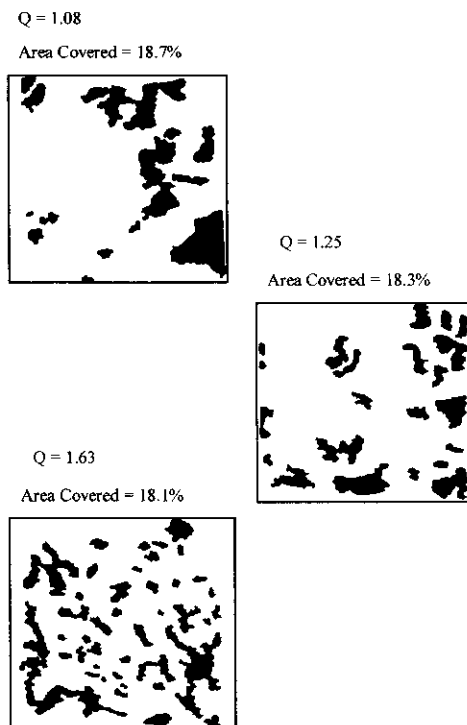 Q = 1.08
Area Covered = 18.7%
Q = 1.25
Area Covered = 18.3%
Q = 1.63
Area Covered = 18.1%